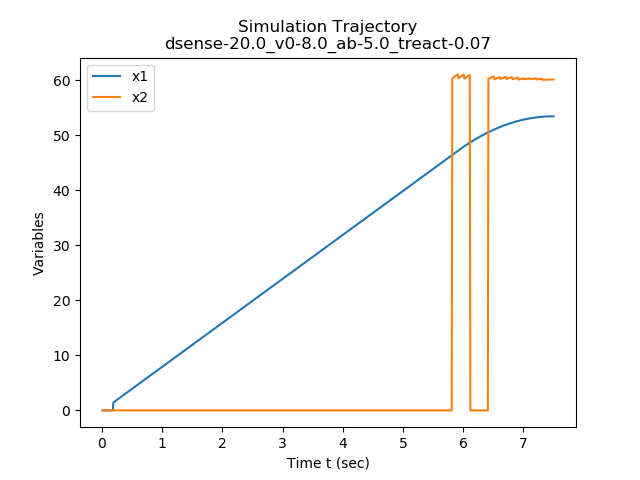 Simulation Trajectory
dsense-20.0_v0-8.0_ab-5.0_treact-0.07
x1
x2
60
50
40
30
20
10
0
Variables
0 1 2 3 4 5 6 7
Time t (sec)